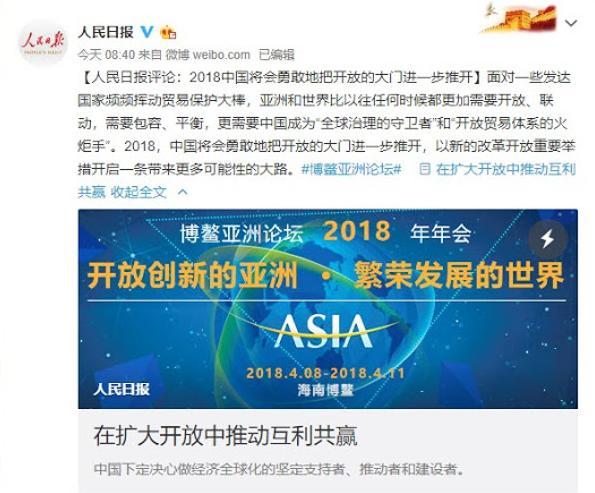 人民日报
人民日报
PEOPLE'S DAILY
今天 08:40 来自 微博 weibo.com 已编辑
【人民日报评论：2018中国将会勇敢地把开放的大门进一步推开】面对一些发达
国家频频挥动贸易保护大棒，亚洲和世界比以往任何时候都更加需要开放、联
动，需要包容、平衡，更需要中国成为“全球治理的守卫者”和“开放贸易体系的火
炬手”。2018，中国将会勇敢地把开放的大门进一步推开，以新的改革开放重要举
措开启一条带来更多可能性的大路。#博鳌亚洲论坛# 在扩大开放中推动互利
共赢 收起全文
博鳌亚洲论坛 2018 年年会
开放创新的亚洲 · 繁荣发展的世界
ASIA
2018.4.08-2018.4.11
海南博鳌
人民日报
在扩大开放中推动互利共赢
中国下定决心做经济全球化的坚定支持者、推动者和建设者。